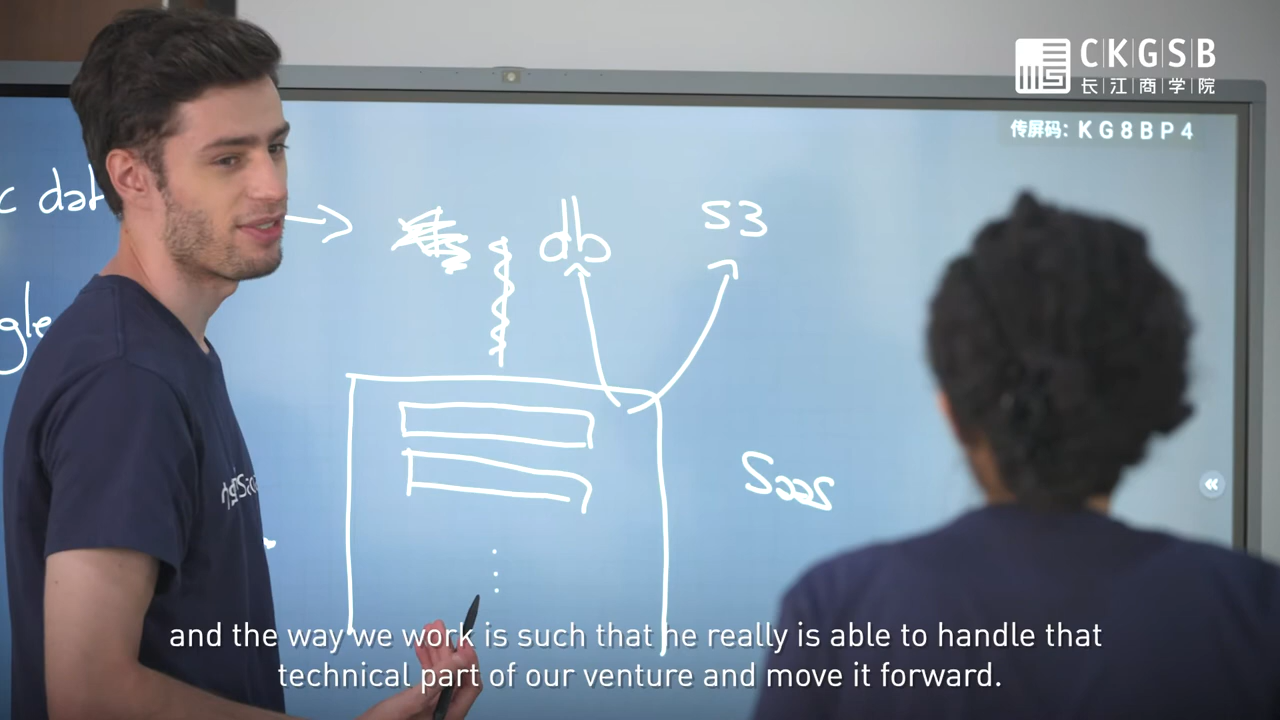 CKGSB
长江商学院
传屏码: KG8BP4
c dat
db
S3
gle
Saas
and the way we work is such that he really is able to handle that
technical part of our venture and move it forward.